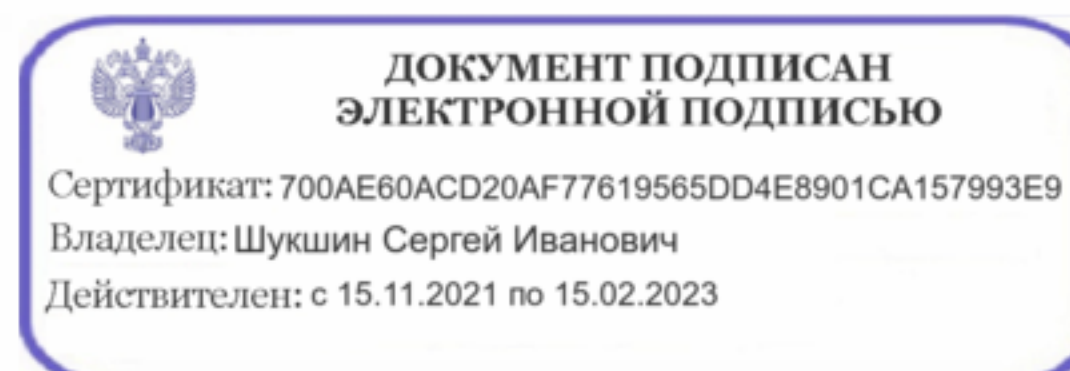 ДОКУМЕНТ ПОДПИСАН
ЭЛЕКТРОННОЙ ПОДПИСЬЮ
Сертификат: 700AE60ACD20AF77619565DD4E8901CA157993E9
Владелец: Шукшин Сергей Иванович
Действителен: с 15.11.2021 по 15.02.2023